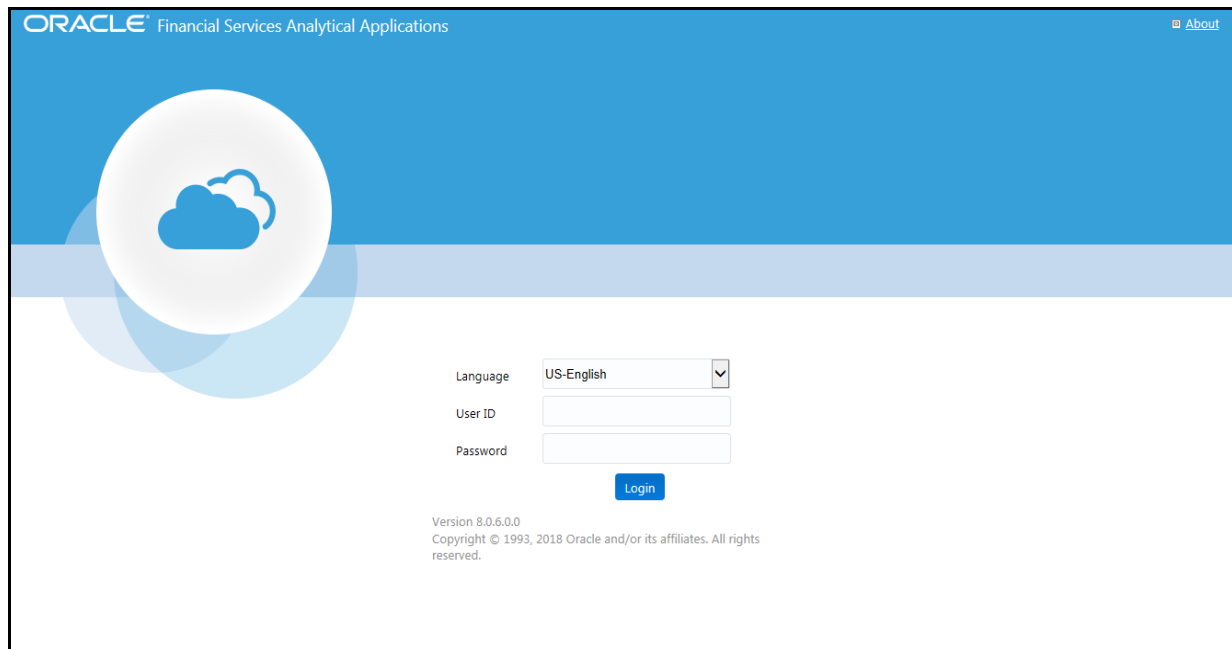 ORACLE® Financial Services Analytical Applications
About
Language US-English
User ID
Password
Login
Version 8.0.6.0.0
Copyright © 1993, 2018 Oracle and/or its affiliates. All rights
reserved.